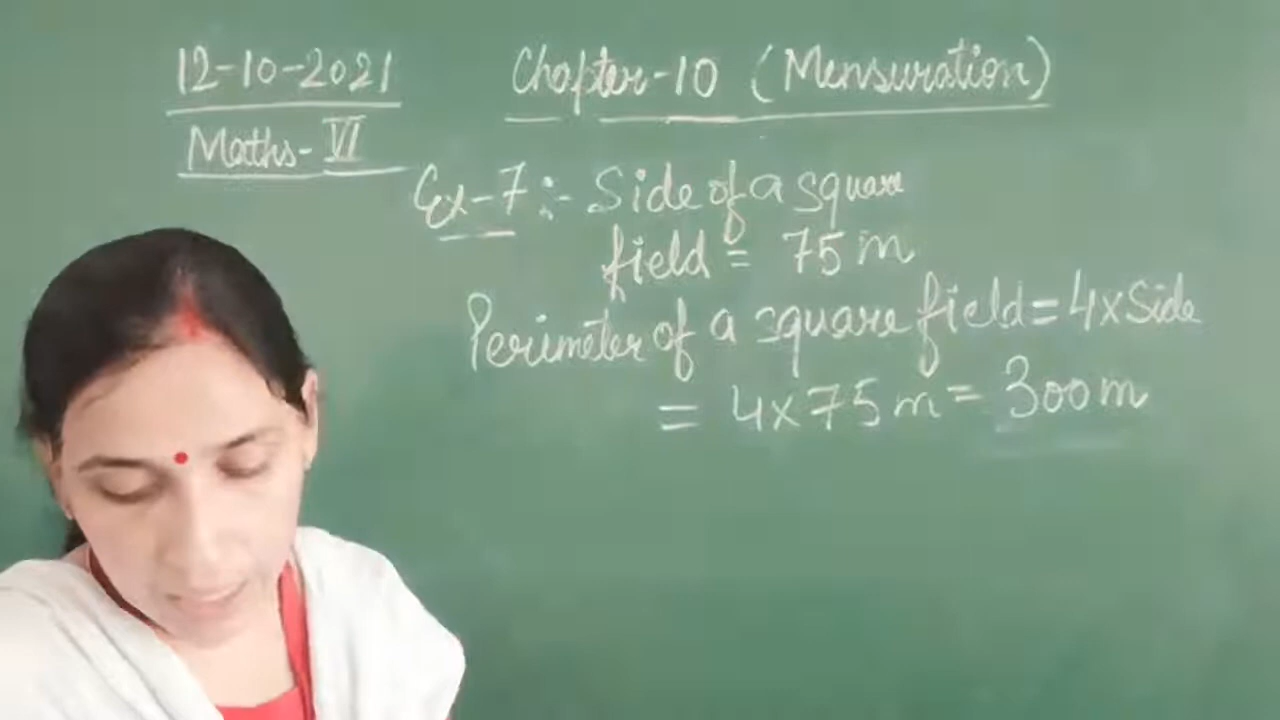 12-10-2021
Chapter-10 (Mensuration)
Maths- VI
Ex-7 :- Side of a square
field = 75 m
Perimeter of a square field = 4 x Side
= 4 x 75 m = 300 m